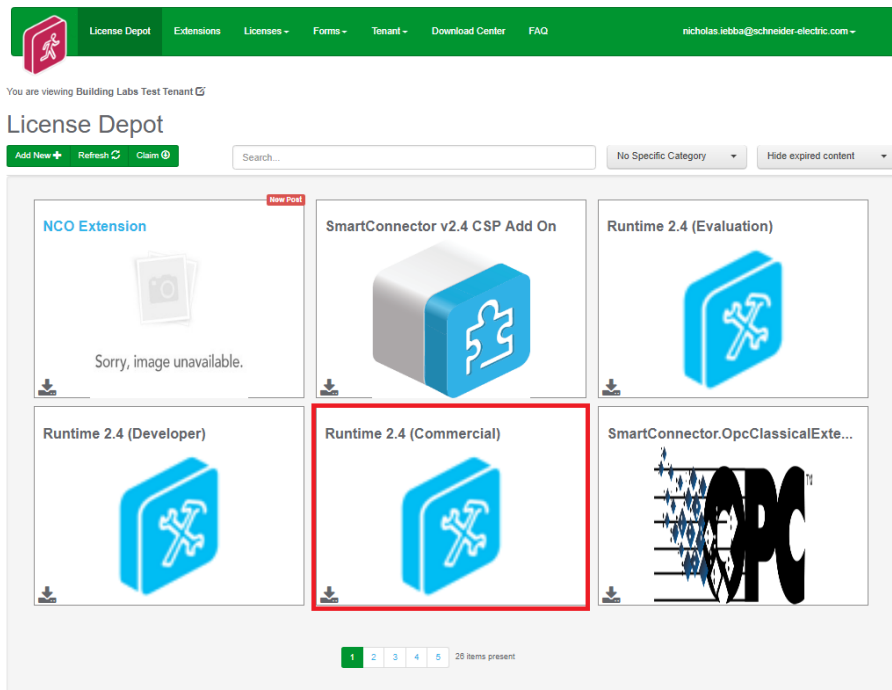 License Depot Extensions Licenses Forms Tenant Download Center FAQ nicholas.iebba@schneider-electric.com
You are viewing Building Labs Test Tenant
License Depot
Add New Refresh Claim Search... No Specific Category Hide expired content
New Post
NCO Extension
Sorry, image unavailable.
SmartConnector v2.4 CSP Add On
Runtime 2.4 (Evaluation)
Runtime 2.4 (Developer)
Runtime 2.4 (Commercial)
SmartConnector.OpcClassicalExte...
OPC
1 2 3 4 5 26 items present